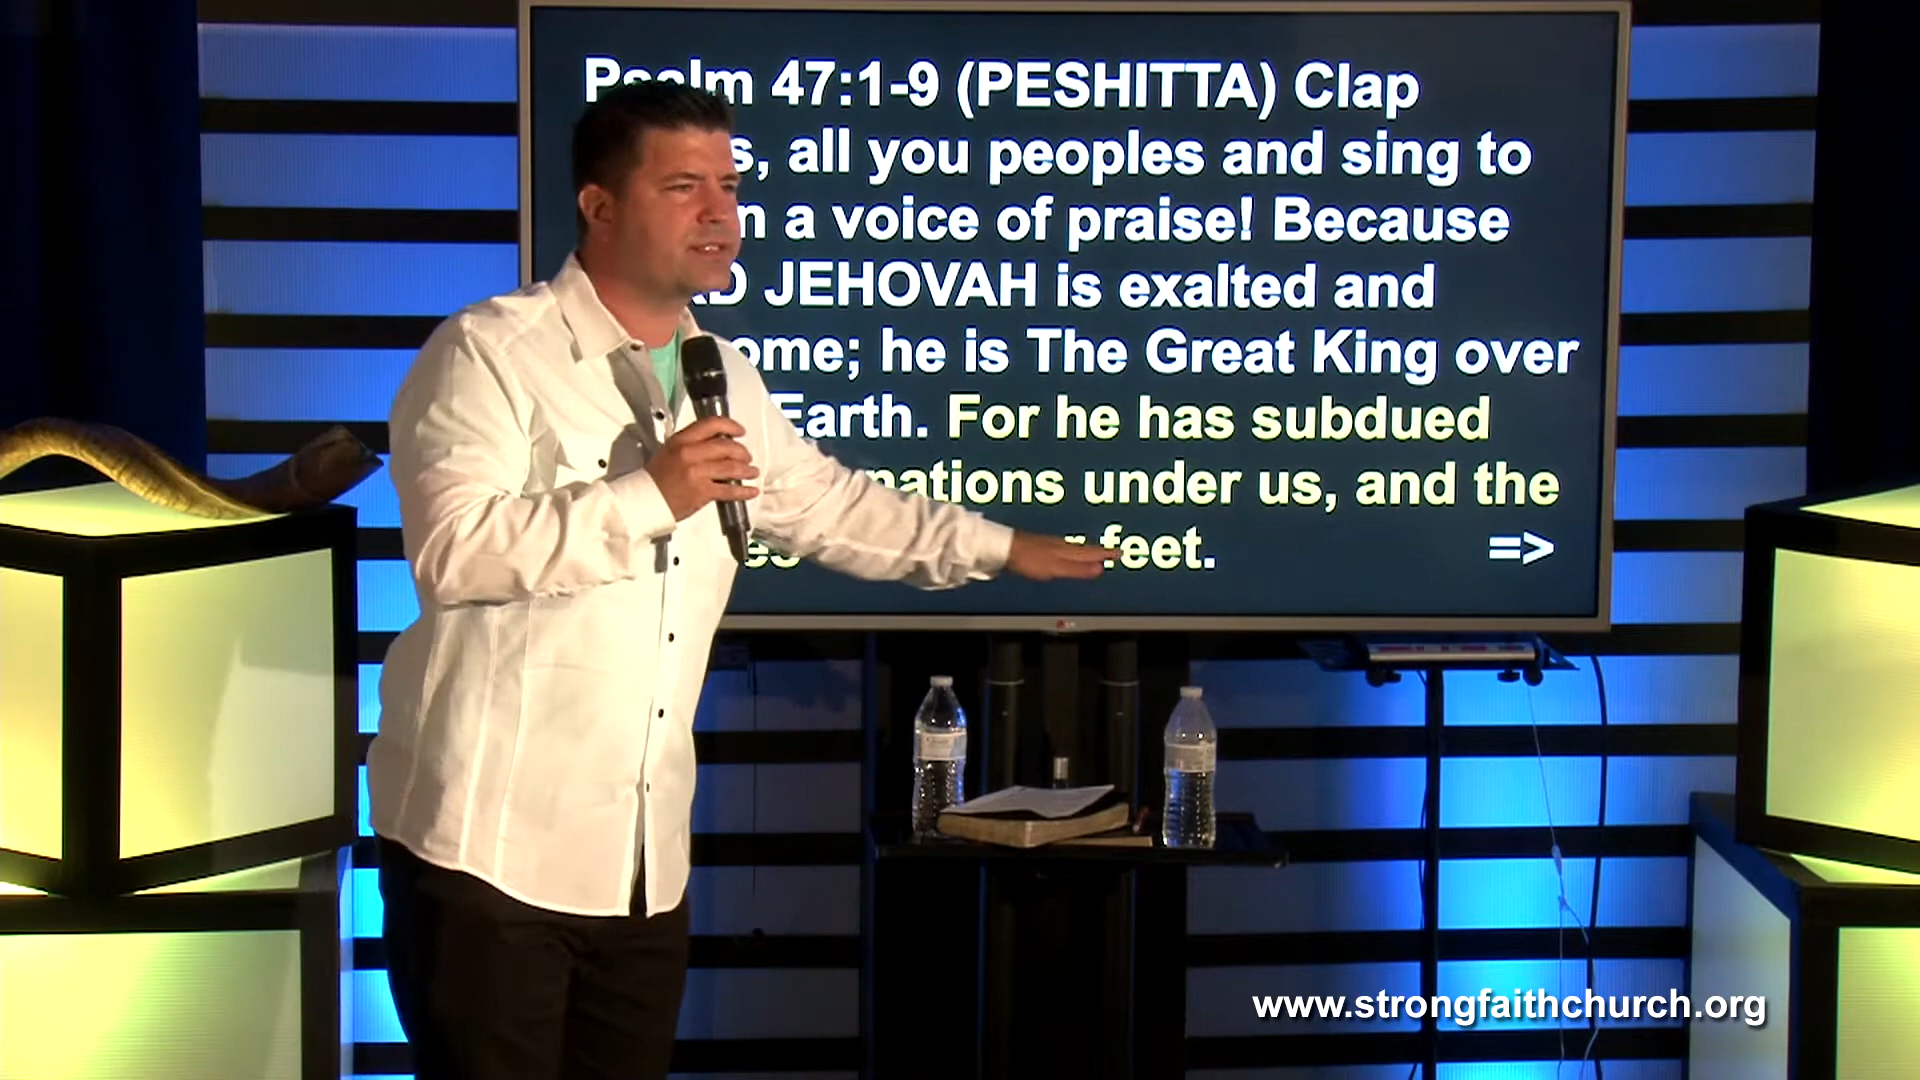 Psalm 47:1-9 (PESHITTA) Clap
all you peoples and sing to
a voice of praise! Because
JEHOVAH is exalted and
he is The Great King over
Earth. For he has subdued
nations under us, and the
feet. =>
LG
www.strongfaithchurch.org